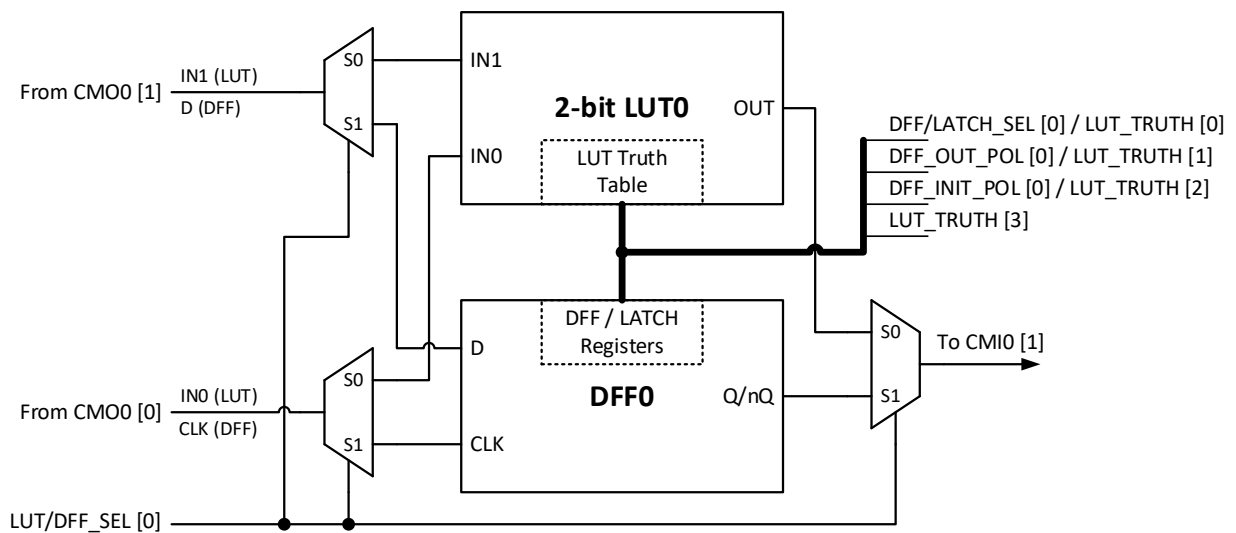 S0
IN1
From CMO0 [1]
IN1 (LUT)
D (DFF)
S1
2-bit LUT0
OUT
IN0
LUT Truth
Table
DFF/LATCH_SEL [0] / LUT_TRUTH [0]
DFF_OUT_POL [0] / LUT_TRUTH [1]
DFF_INIT_POL [0] / LUT_TRUTH [2]
LUT_TRUTH [3]
DFF / LATCH
Registers
D
DFF0
Q/nQ
CLK
S0
S1
To CMI0 [1]
From CMO0 [0]
IN0 (LUT)
CLK (DFF)
S0
S1
LUT/DFF_SEL [0]